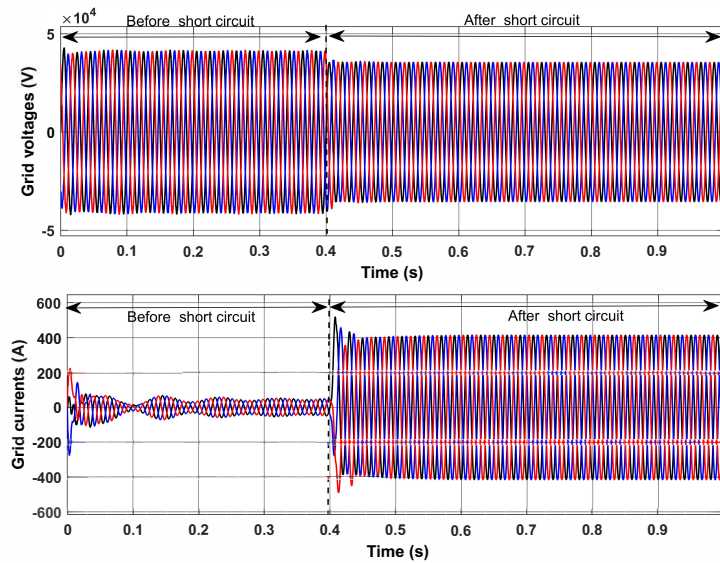 ×10⁴
Before short circuit
After short circuit
5
0
-5
Grid voltages (V)
0 0.1 0.2 0.3 0.4 0.5 0.6 0.7 0.8 0.9
Time (s)
600
400
200
0
-200
-400
-600
Before short circuit
After short circuit
Grid currents (A)
0 0.1 0.2 0.3 0.4 0.5 0.6 0.7 0.8 0.9
Time (s)